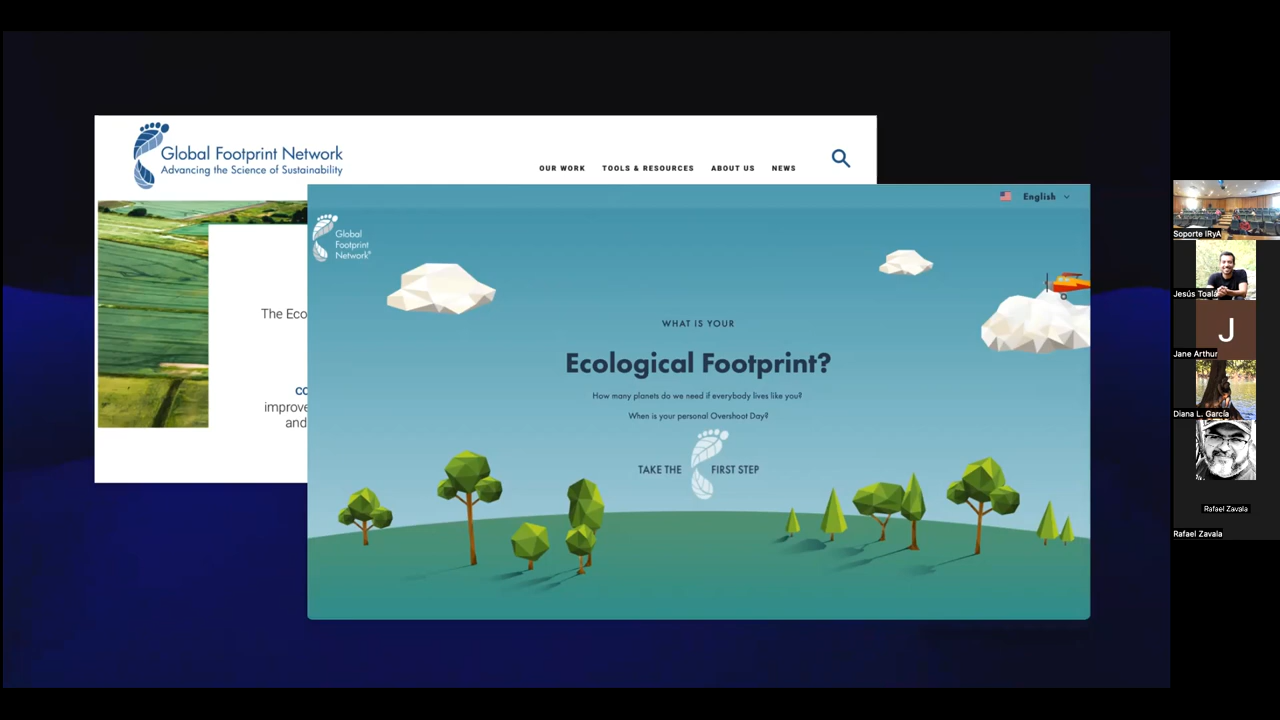 Global Footprint Network
Advancing the Science of Sustainability
OUR WORK TOOLS & RESOURCES ABOUT US NEWS
English
Global
Footprint
Network®
The Eco
improve
and
WHAT IS YOUR
Ecological Footprint?
How many planets do we need if everybody lives like you?
When is your personal Overshoot Day?
TAKE THE FIRST STEP
Soporte IRyA
Jesús Toalá
J
Jane Arthur
Diana L. García
Rafael Zavala
Rafael Zavala